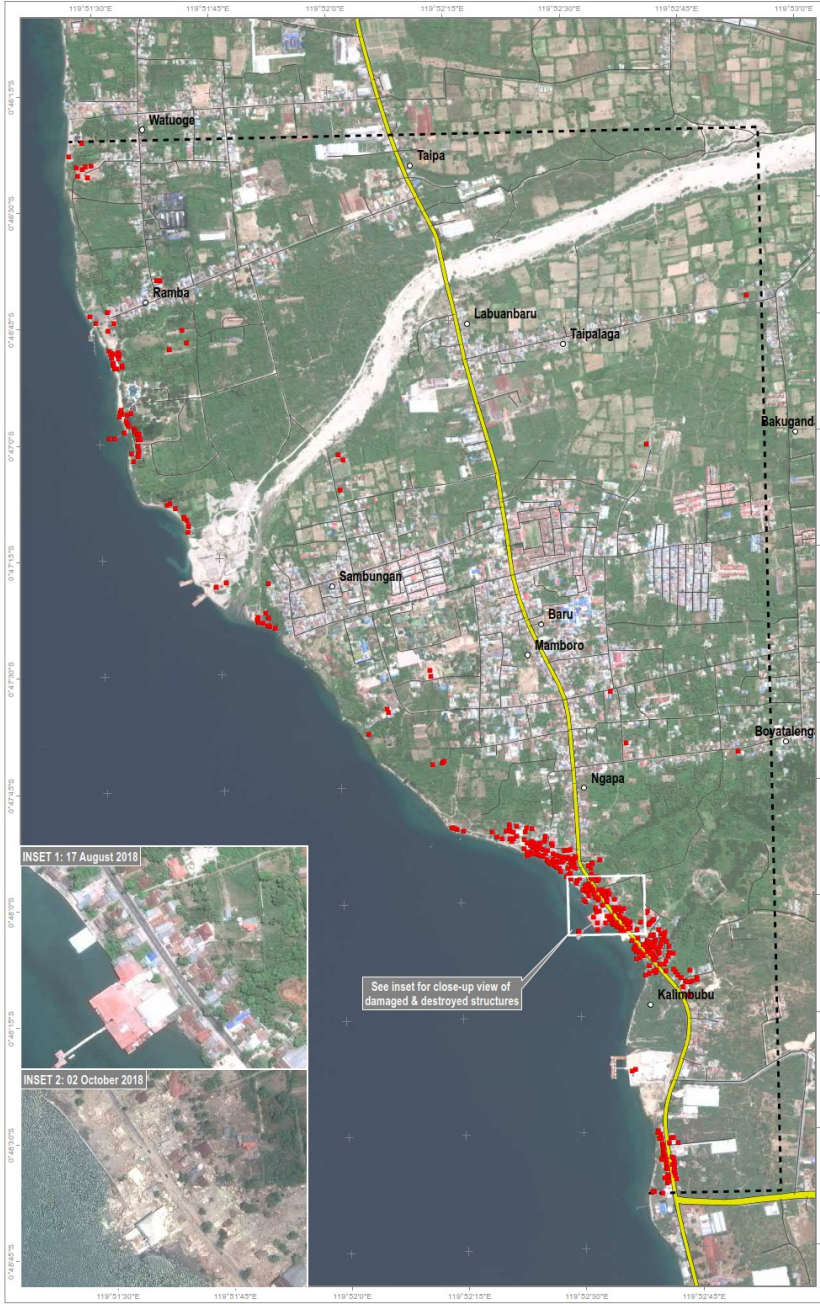 119°51'30"E
119°51'45"E
119°52'0"E
119°52'15"E
119°52'30"E
119°52'45"E
119°53'0"E
0°46'15"S
0°46'30"S
0°46'45"S
0°47'0"S
0°47'15"S
0°47'30"S
0°47'45"S
0°48'0"S
0°48'15"S
0°48'30"S
0°48'45"S
Watuoge
Taipa
Ramba
Labuanbaru
Taipalaga
Bakuganda
Sambungan
Baru
Mamboro
Boyatalenga
Ngapa
INSET 1: 17 August 2018
See inset for close-up view of
damaged & destroyed structures
Kalimbubu
INSET 2: 02 October 2018
119°51'30"E
119°51'45"E
119°52'0"E
119°52'15"E
119°52'30"E
119°52'45"E